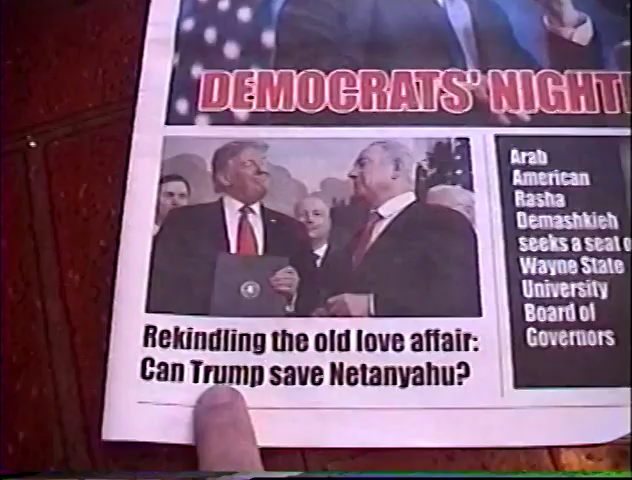 DEMOCRATS' NIGHT
Rekindling the old love affair:
Can Trump save Netanyahu?
Arab
American
Rasha
Demashkieh
seeks a seat o
Wayne State
University
Board of
Governors